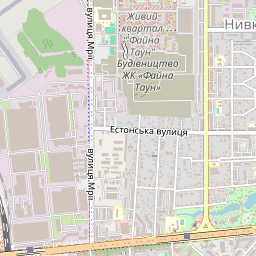 Живий
квартал
"Файна
Таун"
Нивк
Будівництво
ЖК «Файна
Таун»
вулиця Мрії
Естонська вулиця
вулиця Мрії